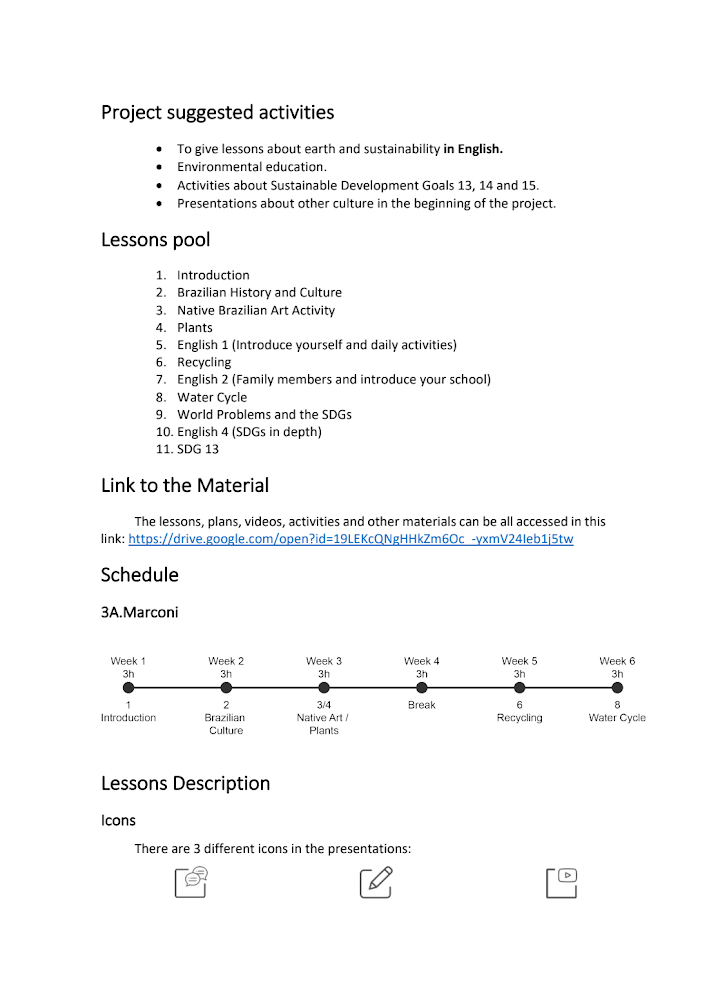 Project suggested activities
• To give lessons about earth and sustainability in English.
• Environmental education.
• Activities about Sustainable Development Goals 13, 14 and 15.
• Presentations about other culture in the beginning of the project.
Lessons pool
1. Introduction
2. Brazilian History and Culture
3. Native Brazilian Art Activity
4. Plants
5. English 1 (Introduce yourself and daily activities)
6. Recycling
7. English 2 (Family members and introduce your school)
8. Water Cycle
9. World Problems and the SDGs
10. English 4 (SDGs in depth)
11. SDG 13
Link to the Material
The lessons, plans, videos, activities and other materials can be all accessed in this
link: https://drive.google.com/open?id=19LEKcQNgHHkZm6Oc_-yxmV24Ieb1j5tw
Schedule
3A.Marconi
Week 1 Week 2 Week 3 Week 4 Week 5 Week 6
3h 3h 3h 3h 3h 3h
1 2 3/4 Break 6 8
Introduction Brazilian Native Art / Recycling Water Cycle
Culture Plants
Lessons Description
Icons
There are 3 different icons in the presentations: